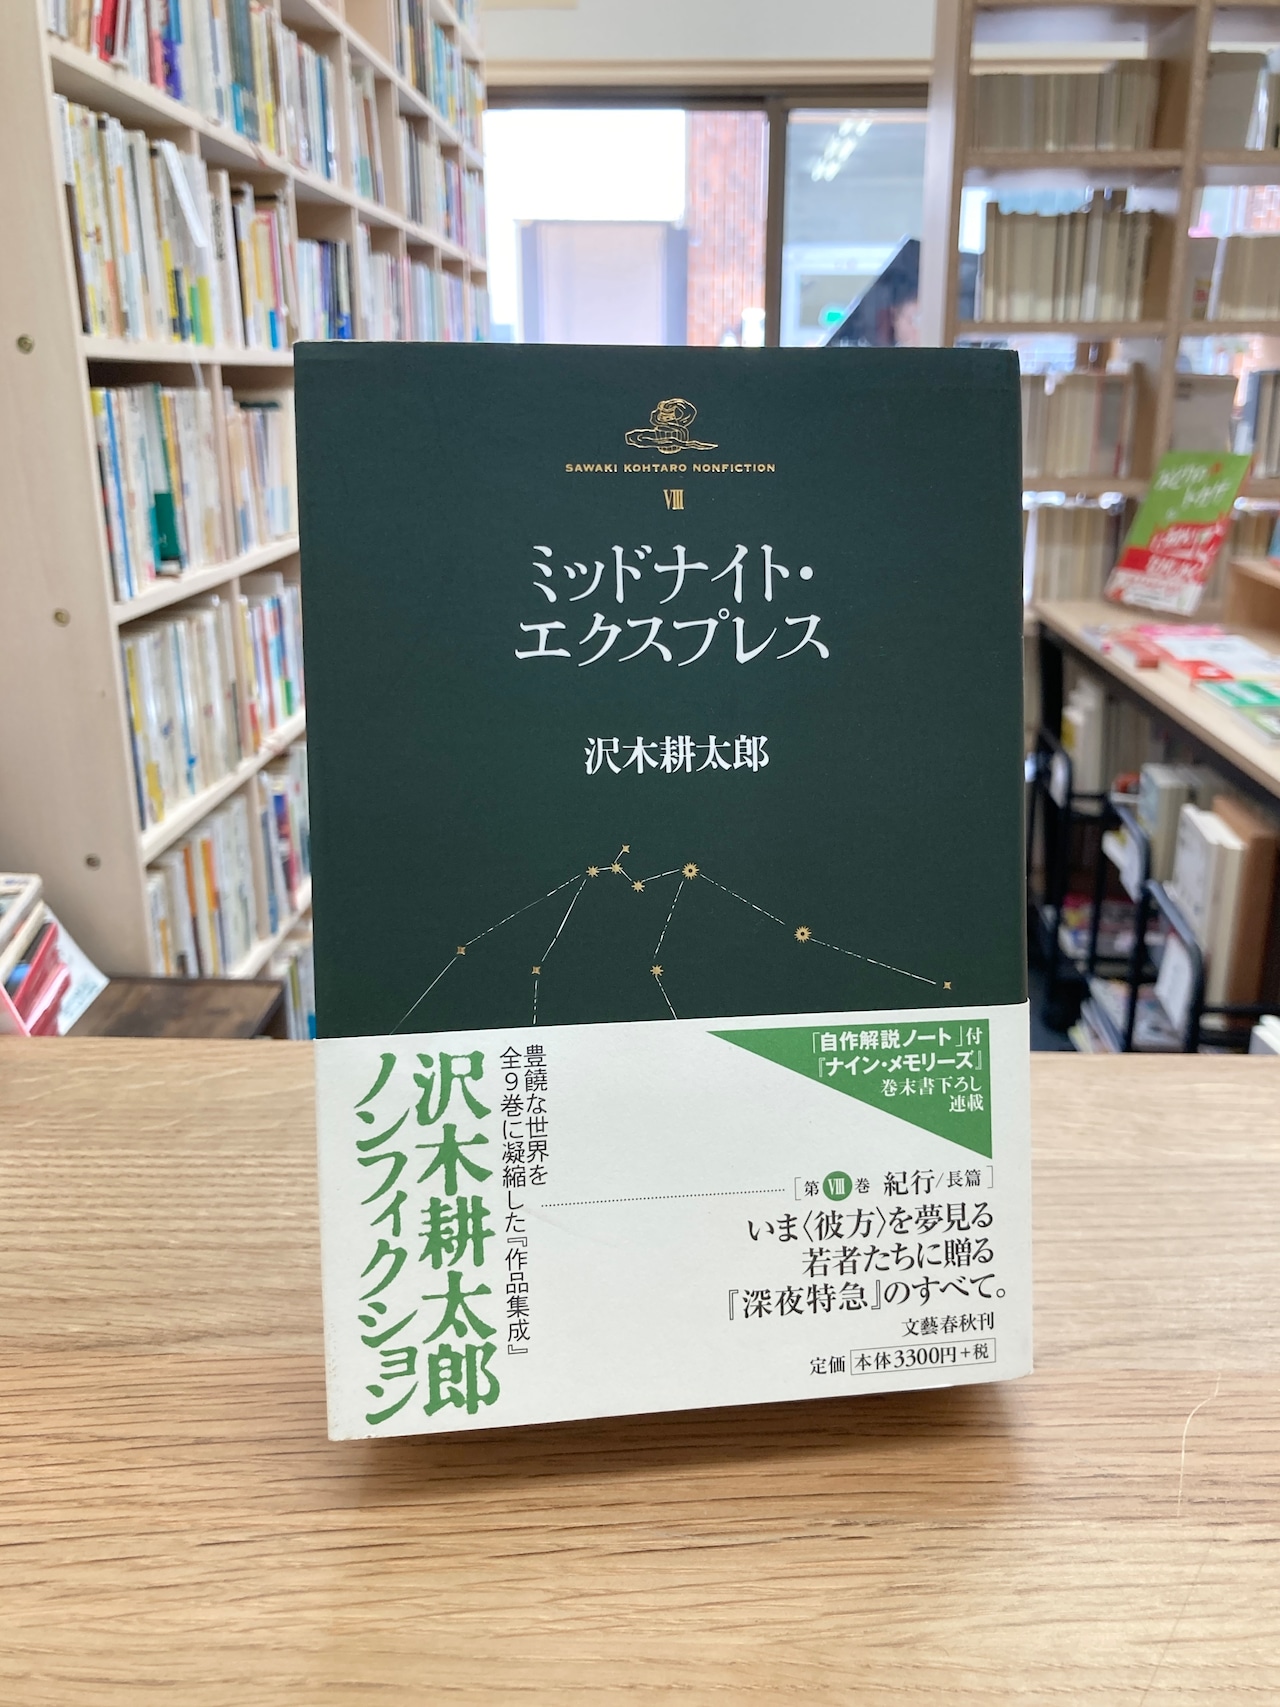 SAWAKI KOHTARO NONFICTION
VIII
ミッドナイト・
エクスプレス
沢木耕太郎
「自作解説ノート」付
『ナイン・メモリーズ』
巻末書下ろし
連載
豊饒な世界を
全9巻に凝縮した『作品集成』
沢木耕太郎
ノンフィクション
[第VIII巻 紀行/長篇]
いま〈彼方〉を夢見る
若者たちに贈る
『深夜特急』のすべて。
文藝春秋刊
定価 本体3300円+税